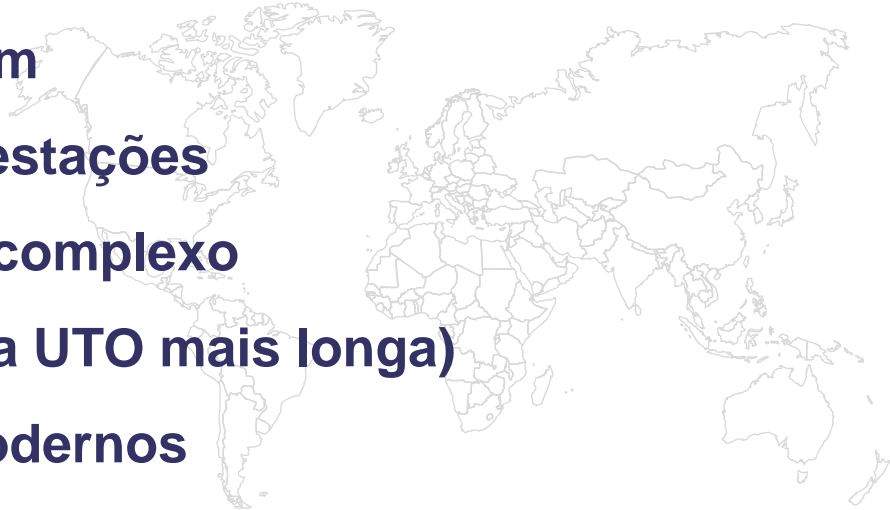 m
estações
complexo
a UTO mais longa)
odernos